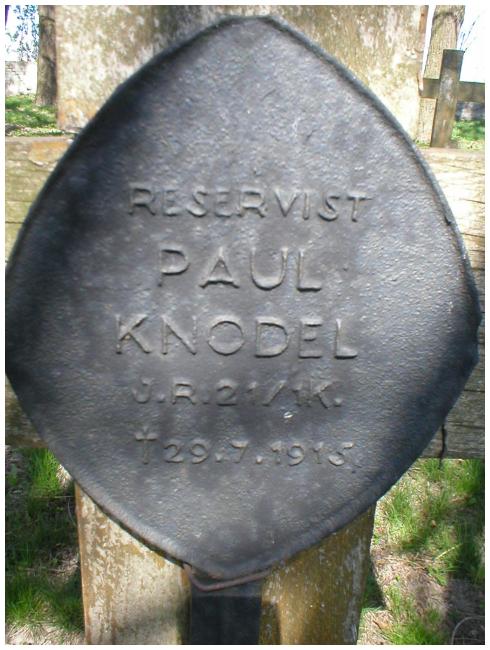 RESERVIST
PAUL
KNODEL
J.R.21/1K.
†29.7.1915